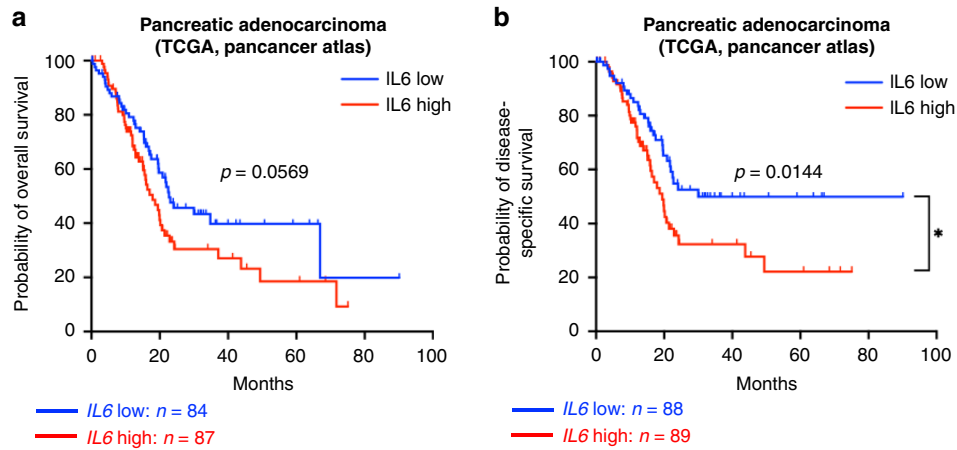 a
Pancreatic adenocarcinoma
(TCGA, pancancer atlas)
Probability of overall survival
100
80
60
40
20
0
IL6 low
IL6 high
p = 0.0569
0 20 40 60 80 100
Months
IL6 low: n = 84
IL6 high: n = 87
b
Pancreatic adenocarcinoma
(TCGA, pancancer atlas)
Probability of disease-
specific survival
100
80
60
40
20
0
IL6 low
IL6 high
p = 0.0144
*
0 20 40 60 80 100
Months
IL6 low: n = 88
IL6 high: n = 89